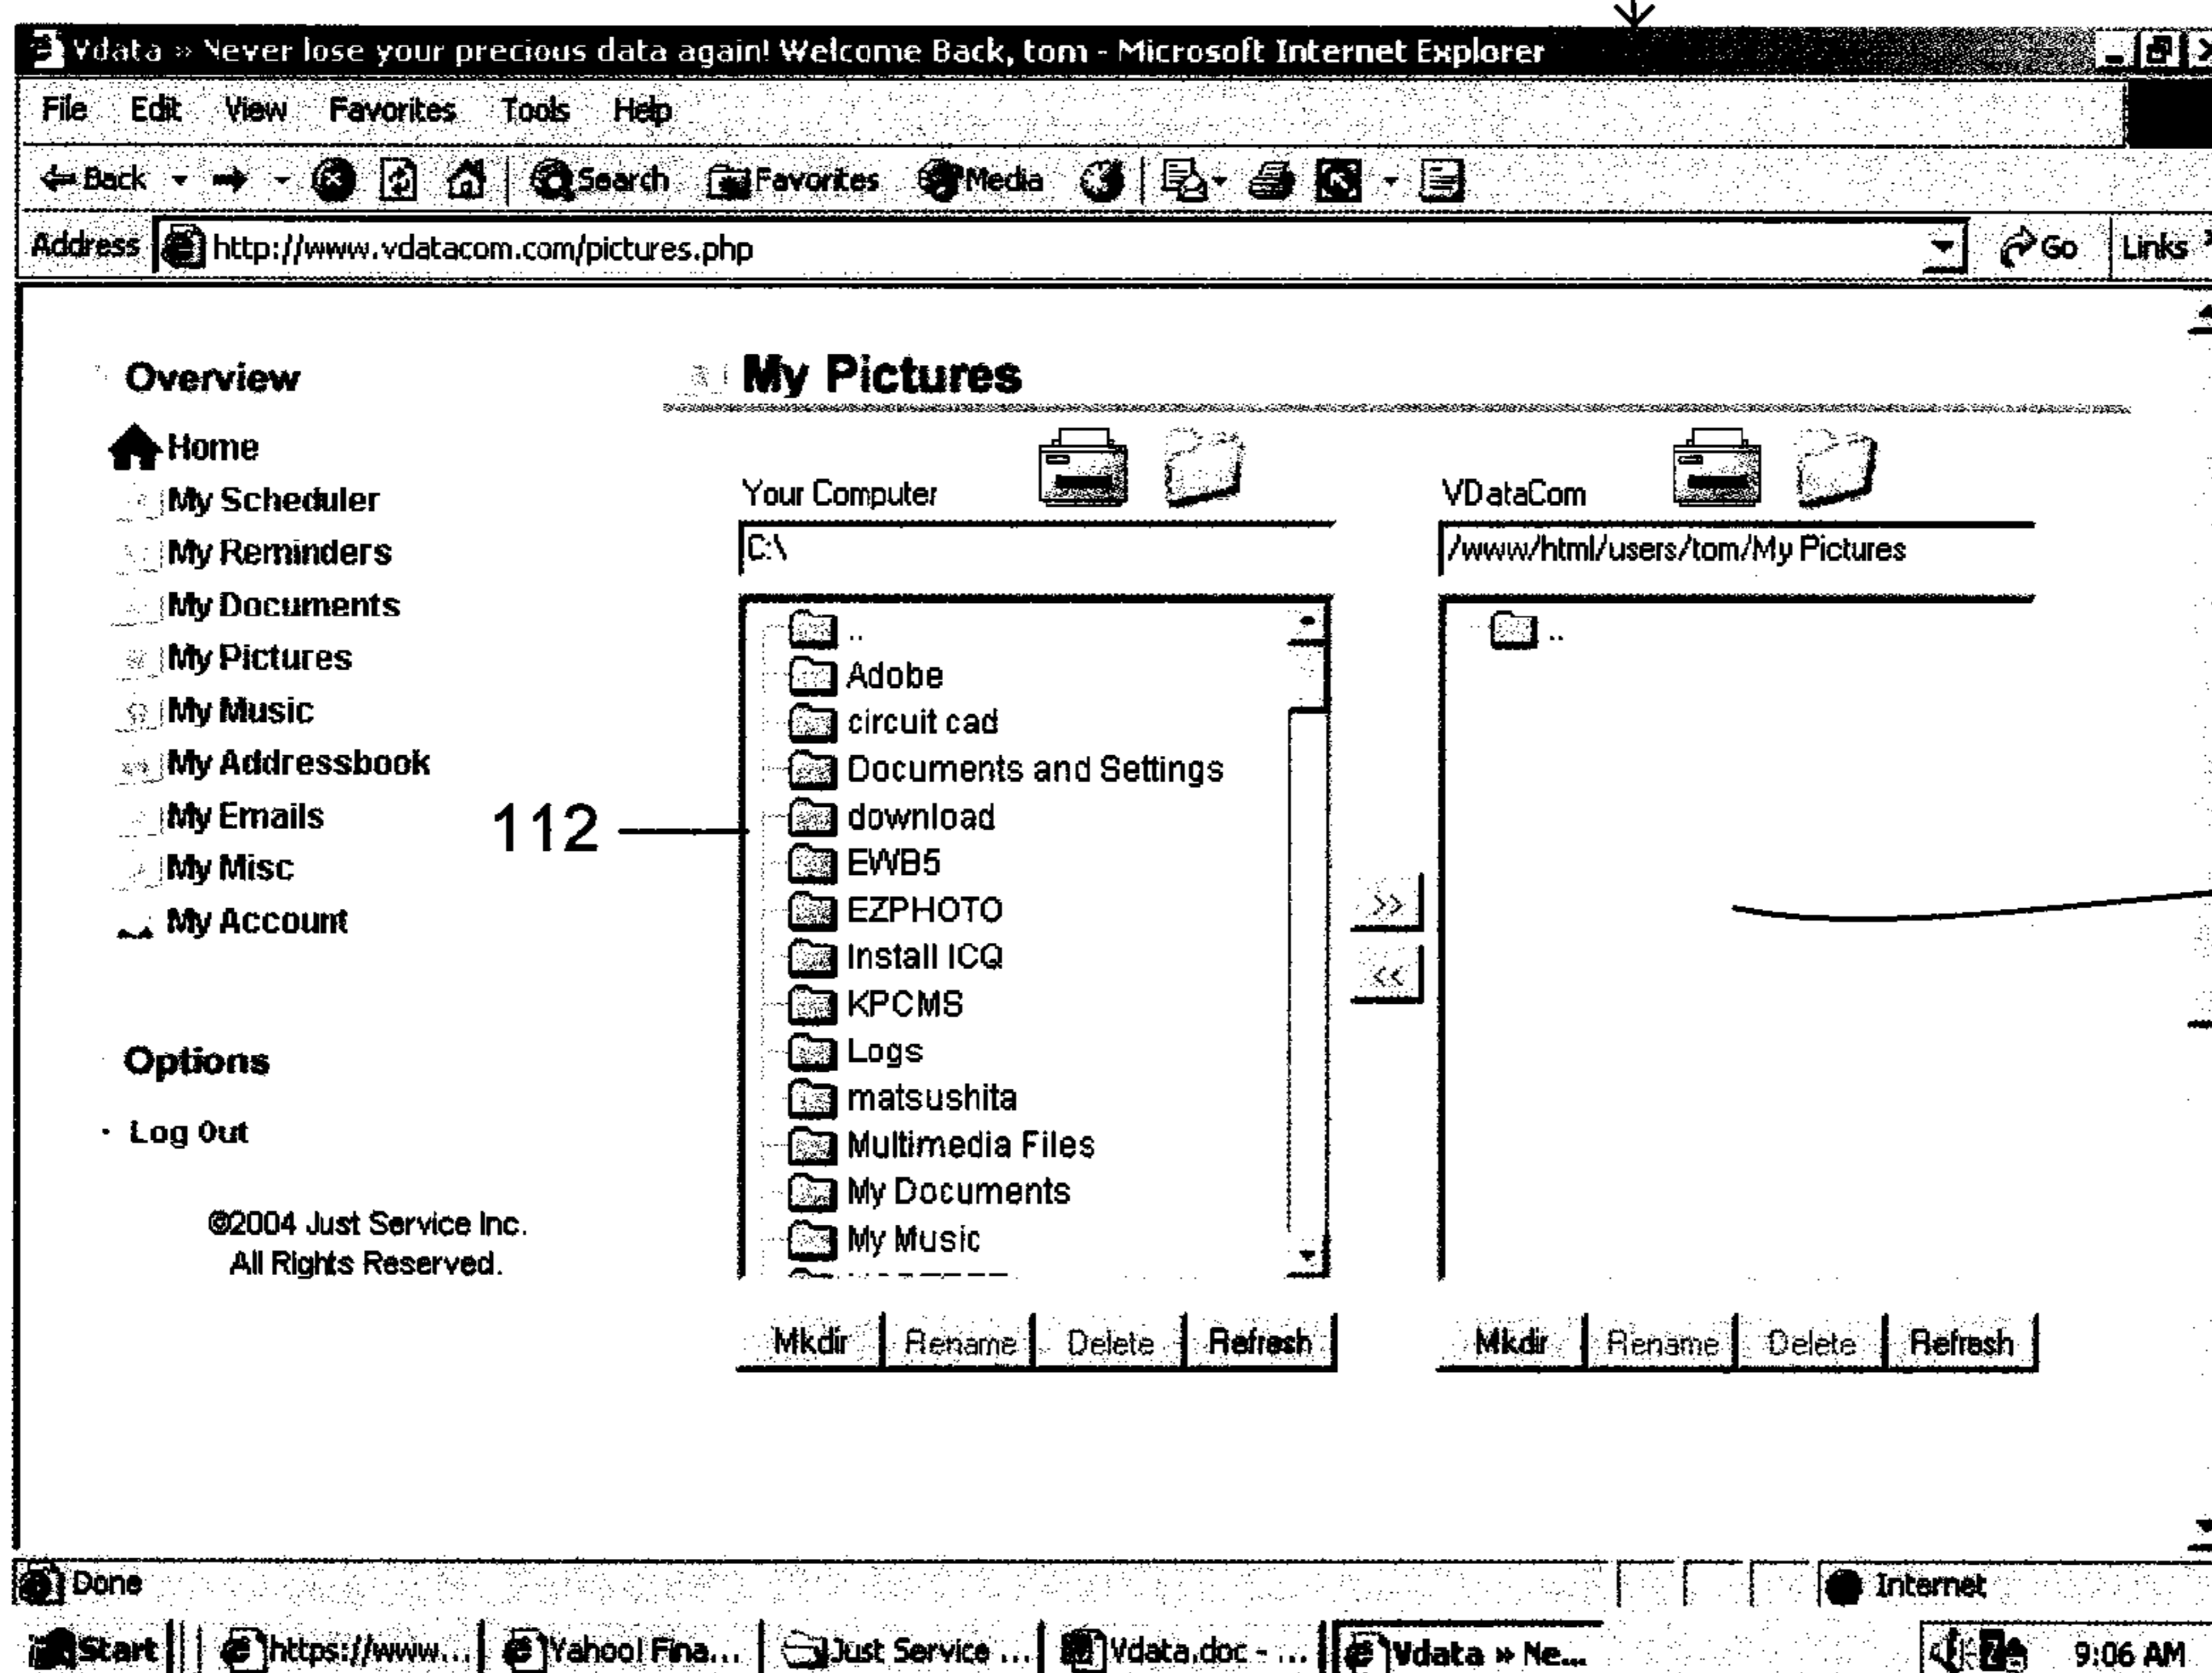 Vdata » Never lose your precious data again! Welcome Back, tom - Microsoft Internet Explorer
File Edit View Favorites Tools Help
Back Search Favorites Media
Address http://www.vdatacom.com/pictures.php Go Links
Overview
Home
My Scheduler
My Reminders
My Documents
My Pictures
My Music
My Addressbook
My Emails
My Misc
My Account
Options
Log Out
©2004 Just Service Inc.
All Rights Reserved.
My Pictures
Your Computer
C:\
..
Adobe
circuit cad
Documents and Settings
download
112
EWB5
EZPHOTO
Install ICQ
KPCMS
Logs
matsushita
Multimedia Files
My Documents
My Music
Mkdir Rename Delete Refresh
>>
<<
VDataCom
/www/html/users/tom/My Pictures
..
Mkdir Rename Delete Refresh
Done Internet
Start https://www... Yahoo! Fina... Just Service ... Vdata.doc - ... Vdata » Ne... 9:06 AM